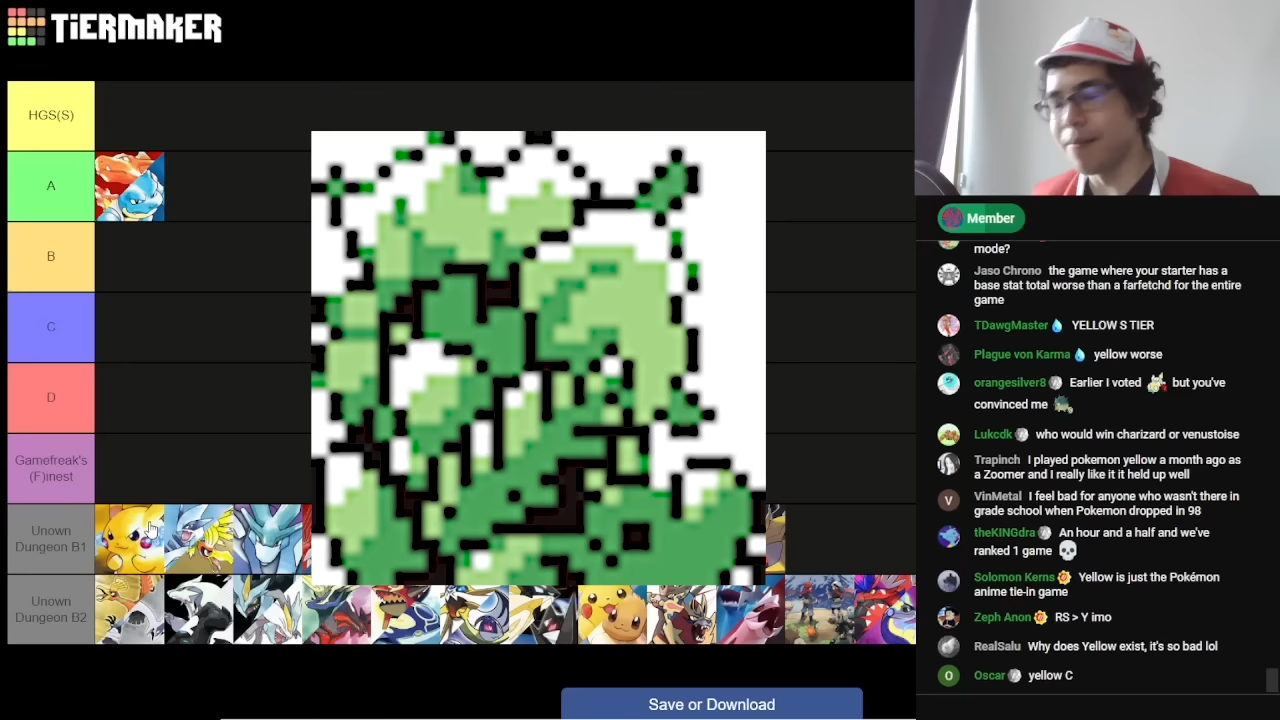 TiERMAKER
HGS(S)
A
B
C
D
Gamefreak's
(F)inest
Unown
Dungeon B1
Unown
Dungeon B2
Save or Download
Member
mode?
Jaso Chrono the game where your starter has a
base stat total worse than a farfetchd for the entire
game
TDawgMaster YELLOW S TIER
Plague von Karma yellow worse
orangesilver8 Earlier I voted but you've
convinced me
Lukcdk who would win charizard or venustoise
Trapinch I played pokemon yellow a month ago as
a Zoomer and I really like it it held up well
V
VinMetal I feel bad for anyone who wasn't there in
grade school when Pokemon dropped in 98
theKINGdra An hour and a half and we've
ranked 1 game
Solomon Kerns Yellow is just the Pokémon
anime tie-in game
Zeph Anon RS > Y imo
RealSalu Why does Yellow exist, it's so bad lol
O
Oscar yellow C